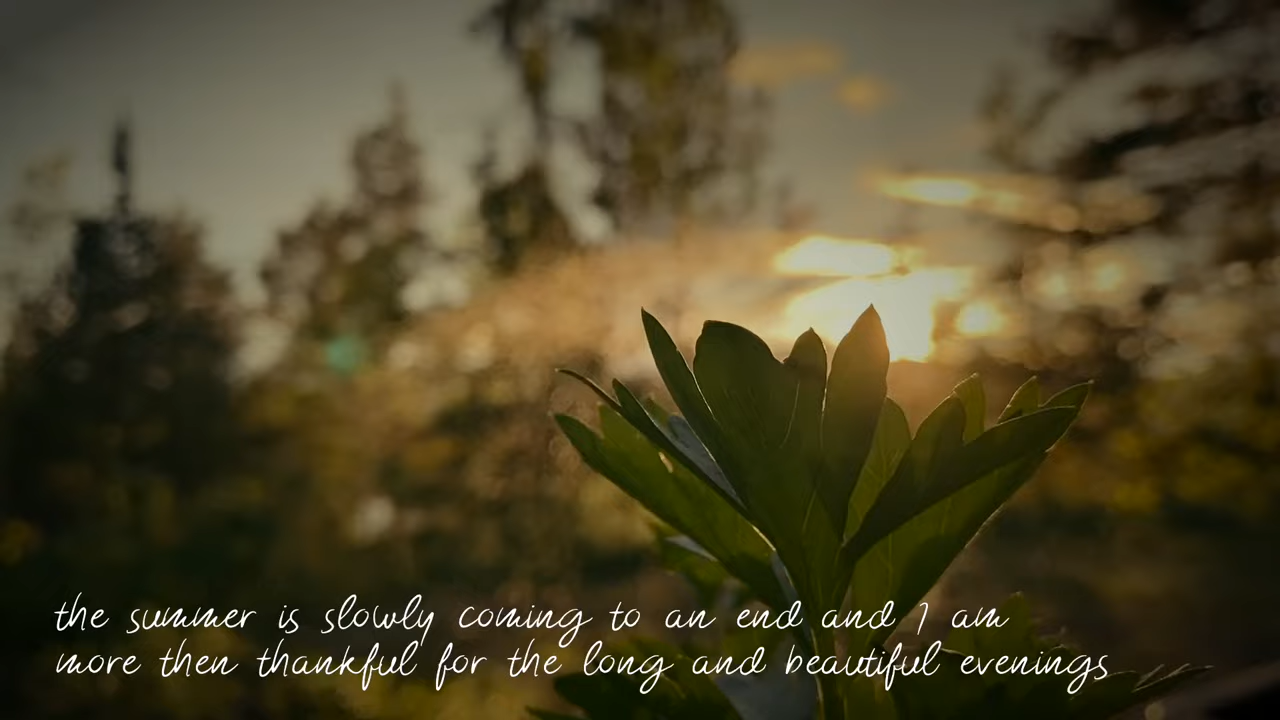 the summer is slowly coming to an end and I am
more then thankful for the long and beautiful evenings